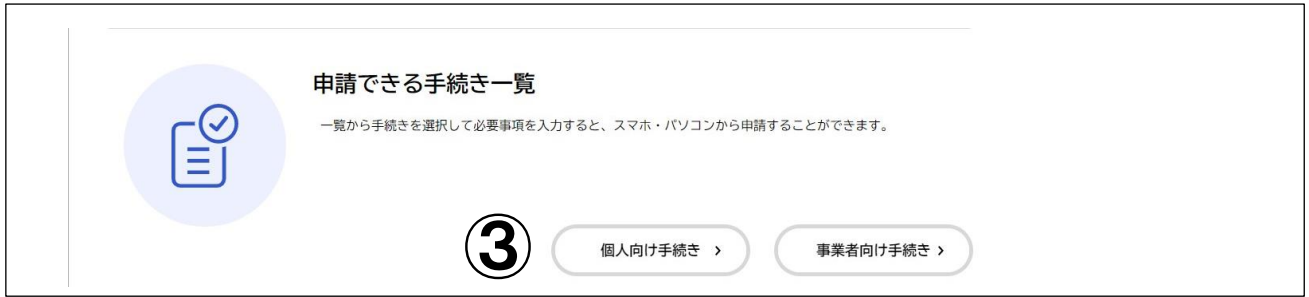 申請できる手続き一覧
一覧から手続きを選択して必要事項を入力すると、スマホ・パソコンから申請することができます。
③ 個人向け手続き › 事業者向け手続き ›